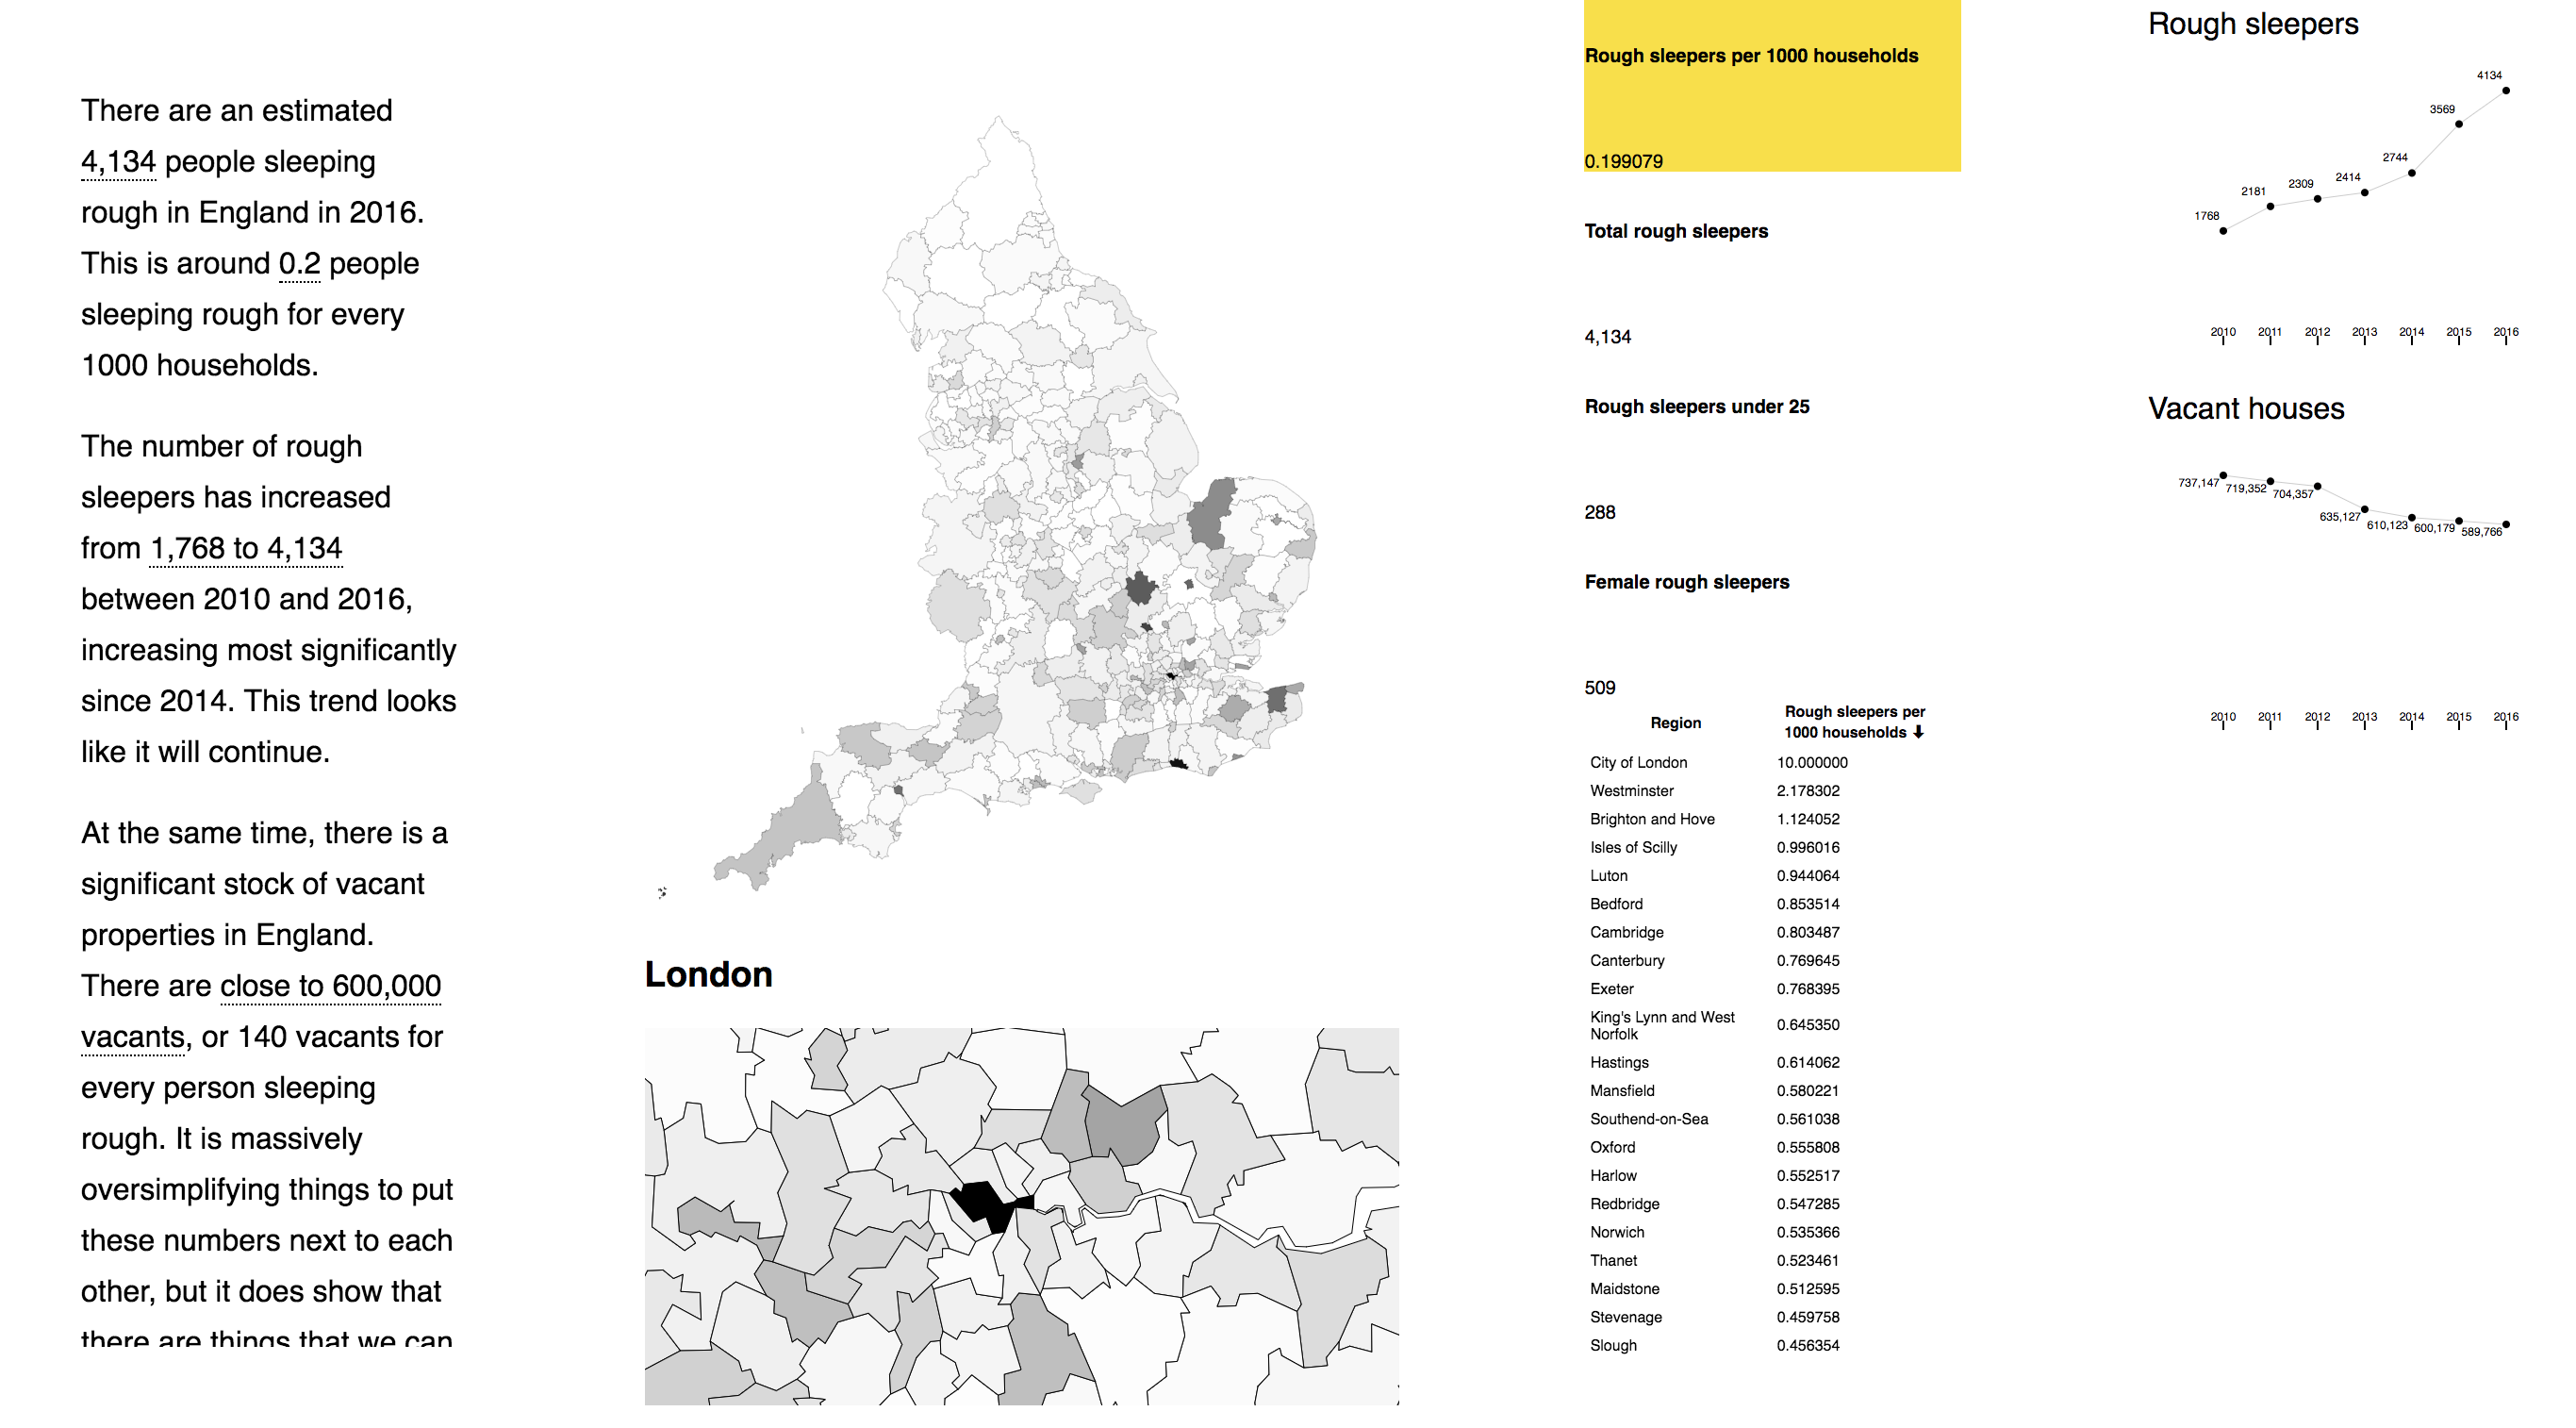 There are an estimated
4,134 people sleeping
rough in England in 2016.
This is around 0.2 people
sleeping rough for every
1000 households.
The number of rough
sleepers has increased
from 1,768 to 4,134
between 2010 and 2016,
increasing most significantly
since 2014. This trend looks
like it will continue.
At the same time, there is a
significant stock of vacant
properties in England.
There are close to 600,000
vacants, or 140 vacants for
every person sleeping
rough. It is massively
oversimplifying things to put
these numbers next to each
other, but it does show that
there are things that we can
London
Rough sleepers per 1000 households
0.199079
Total rough sleepers
4,134
Rough sleepers under 25
288
Female rough sleepers
509
Region
Rough sleepers per
1000 households ⬇
City of London 10.000000
Westminster 2.178302
Brighton and Hove 1.124052
Isles of Scilly 0.996016
Luton 0.944064
Bedford 0.853514
Cambridge 0.803487
Canterbury 0.769645
Exeter 0.768395
King's Lynn and West
Norfolk 0.645350
Hastings 0.614062
Mansfield 0.580221
Southend-on-Sea 0.561038
Oxford 0.555808
Harlow 0.552517
Redbridge 0.547285
Norwich 0.535366
Thanet 0.523461
Maidstone 0.512595
Stevenage 0.459758
Slough 0.456354
Rough sleepers
1768 2181 2309 2414 2744 3569 4134
2010 2011 2012 2013 2014 2015 2016
Vacant houses
737,147 719,352 704,357 635,127 610,123 600,179 589,766
2010 2011 2012 2013 2014 2015 2016